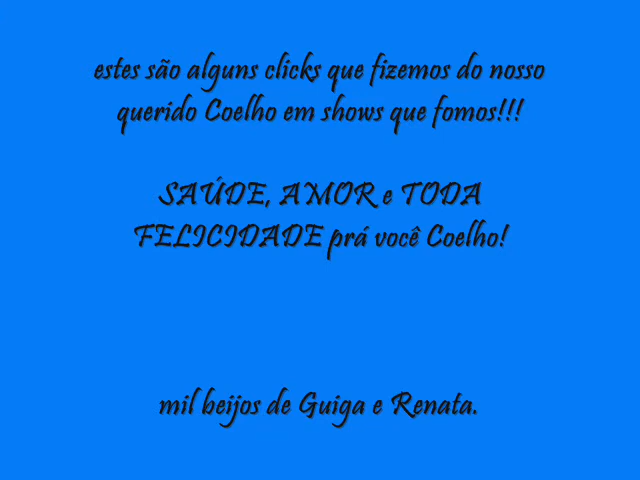 estes são alguns clicks que fizemos do nosso
querido Coelho em shows que fomos!!!
SAÚDE, AMOR e TODA
FELICIDADE prá você Coelho!
mil beijos de Guiga e Renata.